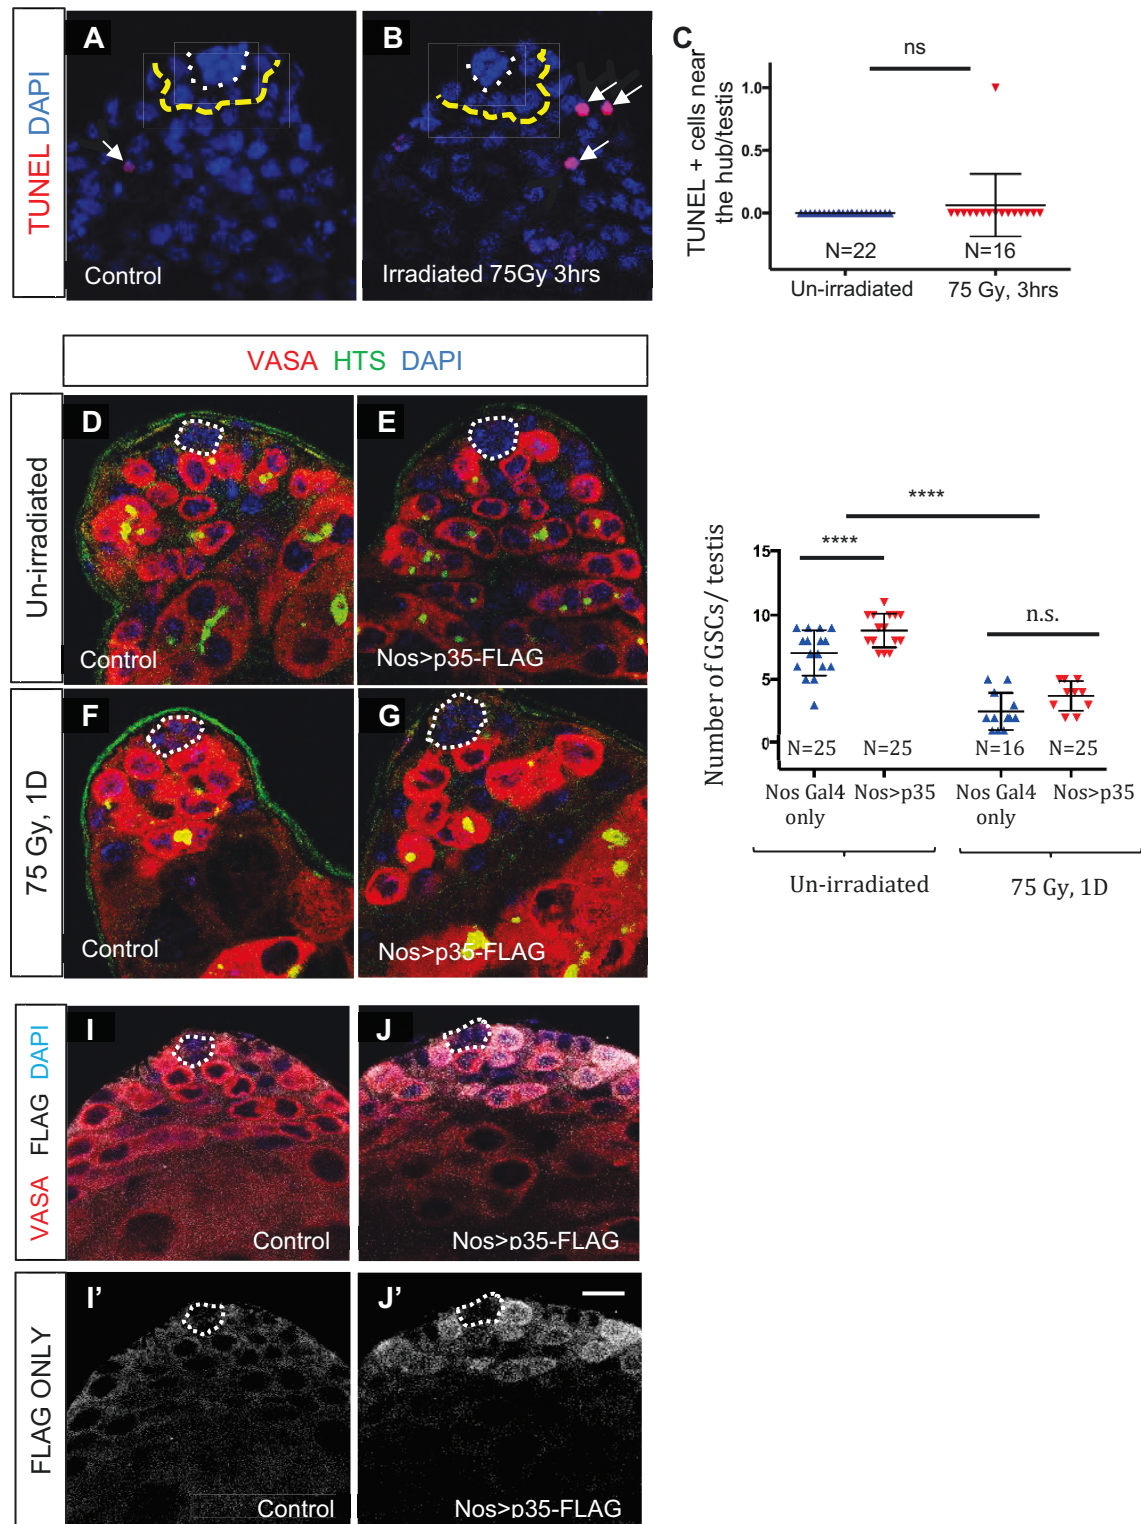 TUNEL DAPI
A
Control
B
Irradiated 75Gy 3hrs
C
ns
TUNEL + cells near
the hub/testis
1.0
0.5
0.0
N=22
N=16
Un-irradiated
75 Gy, 3hrs
VASA HTS DAPI
Un-irradiated
D
Control
E
Nos>p35-FLAG
75 Gy, 1D
F
Control
G
Nos>p35-FLAG
Number of GSCs/ testis
15
10
5
0
****
****
n.s.
N=25
N=25
N=16
N=25
Nos Gal4
only
Nos>p35
Nos Gal4
only
Nos>p35
Un-irradiated
75 Gy, 1D
VASA FLAG DAPI
I
Control
J
Nos>p35-FLAG
FLAG ONLY
I'
Control
J'
Nos>p35-FLAG